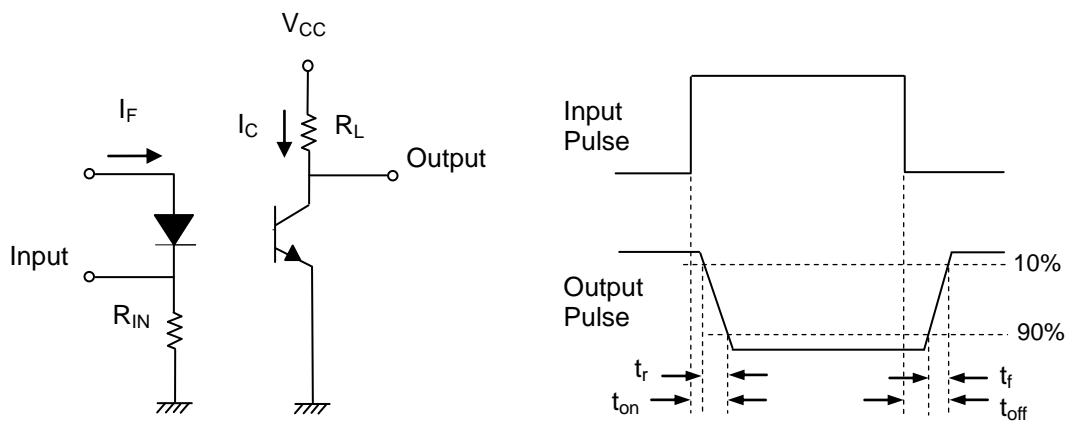 V_CC
I_F
I_C
R_L
Output
Input
R_IN
Input
Pulse
10%
Output
Pulse
90%
t_r
t_f
t_on
t_off